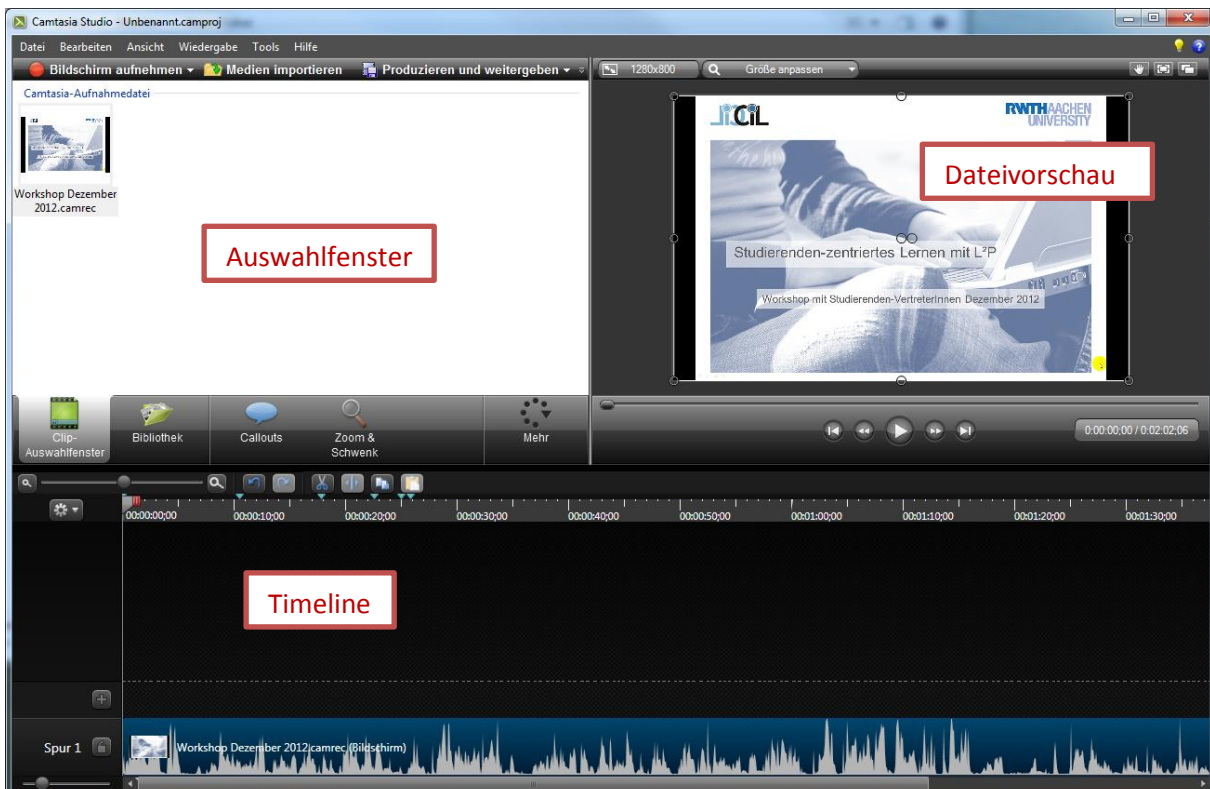 Camtasia Studio - Unbenannt.camproj
Datei Bearbeiten Ansicht Wiedergabe Tools Hilfe
Bildschirm aufnehmen Medien importieren Produzieren und weitergeben
1280x800 Größe anpassen
Camtasia-Aufnahmedatei
Workshop Dezember
2012.camrec
Auswahlfenster
CiL
RWTHAACHEN
UNIVERSITY
Dateivorschau
Studierenden-zentriertes Lernen mit L²P
Workshop mit Studierenden-VertreterInnen Dezember 2012
Clip-
Auswahlfenster
Bibliothek
Callouts
Zoom &
Schwenk
Mehr
0:00:00;00 / 0:02:02;06
00:00:00;00 00:00:10;00 00:00:20;00 00:00:30;00 00:00:40;00 00:00:50;00 00:01:00;00 00:01:10;00 00:01:20;00 00:01:30;00
Timeline
Spur 1
Workshop Dezember 2012.camrec (Bildschirm)